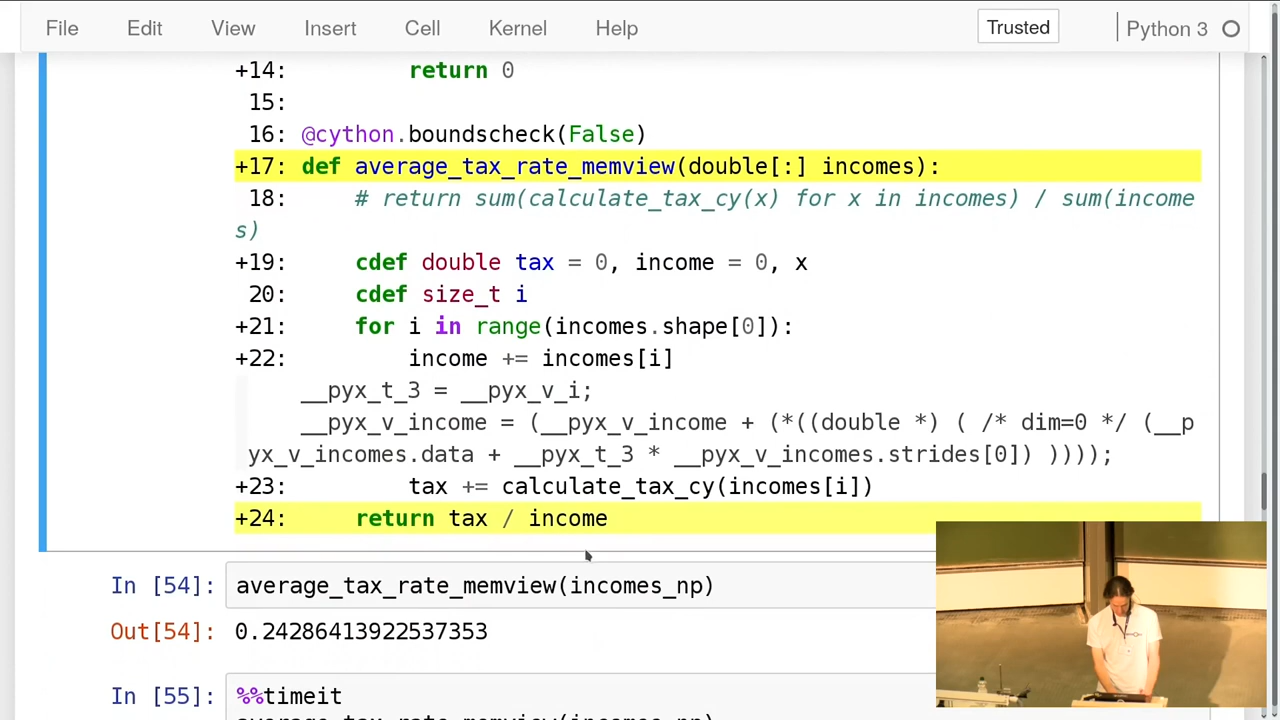 File Edit View Insert Cell Kernel Help Trusted Python 3
+14: return 0
15:
16: @cython.boundscheck(False)
+17: def average_tax_rate_memview(double[:] incomes):
18: # return sum(calculate_tax_cy(x) for x in incomes) / sum(income
s)
+19: cdef double tax = 0, income = 0, x
20: cdef size_t i
+21: for i in range(incomes.shape[0]):
+22: income += incomes[i]
__pyx_t_3 = __pyx_v_i;
__pyx_v_income = (__pyx_v_income + (*((double *) ( /* dim=0 */ (__p
yx_v_incomes.data + __pyx_t_3 * __pyx_v_incomes.strides[0]) ))));
+23: tax += calculate_tax_cy(incomes[i])
+24: return tax / income
In [54]: average_tax_rate_memview(incomes_np)
Out[54]: 0.24286413922537353
In [55]: %%timeit
average_tax_rate_memview(incomes_np)